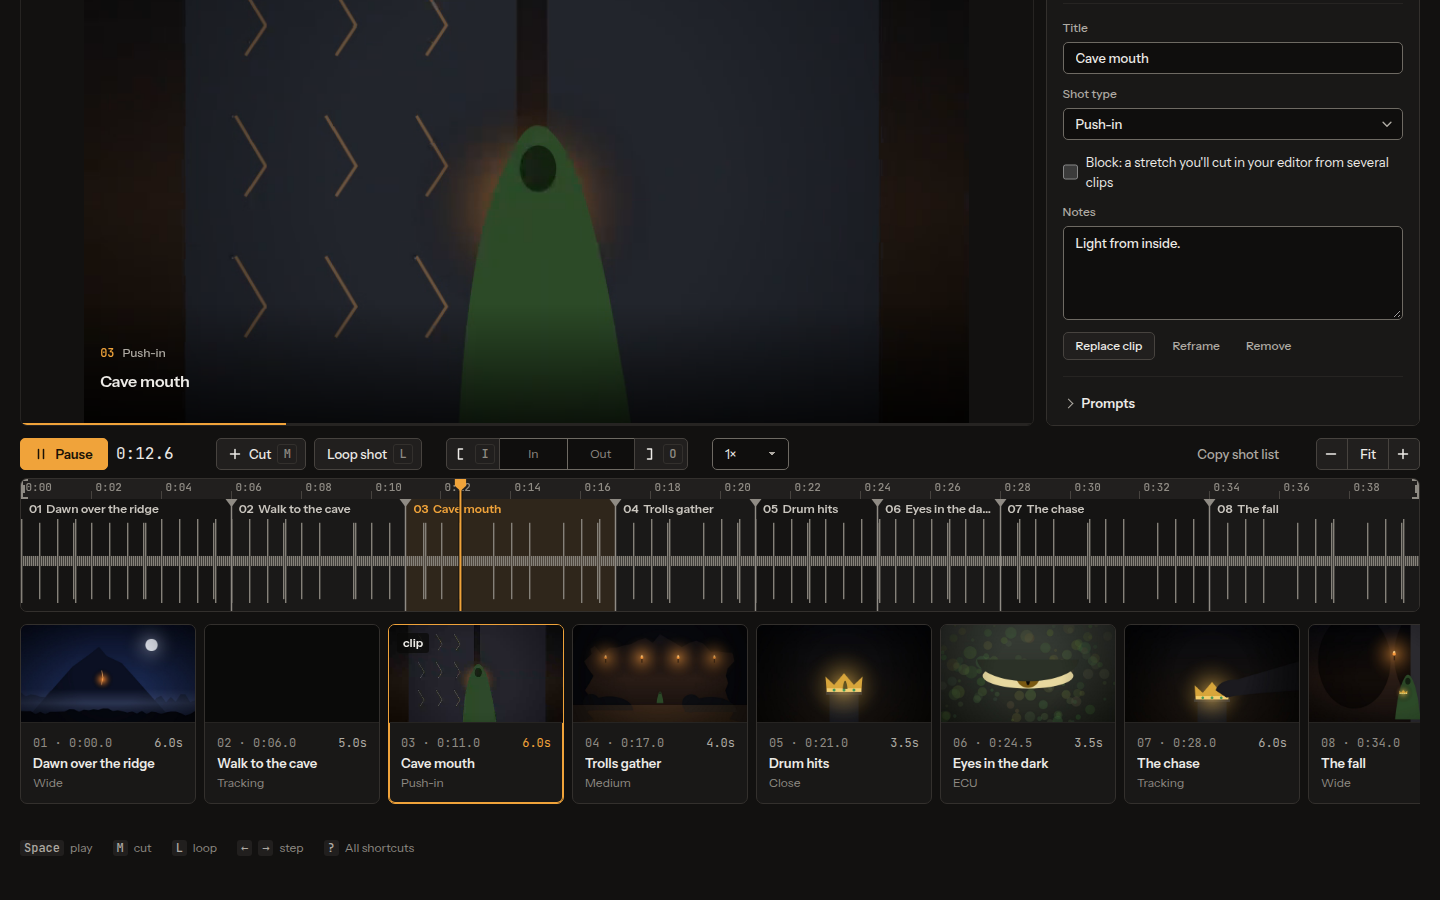 Title
Cave mouth
Shot type
Push-in
Block: a stretch you'll cut in your editor from several
clips
Notes
Light from inside.
Replace clip Reframe Remove
Prompts
03 Push-in
Cave mouth
Pause 0:12.6 + Cut M Loop shot L [ I In Out ] O 1× Copy shot list − Fit +
0:00 0:02 0:04 0:06 0:08 0:10 0:12 0:14 0:16 0:18 0:20 0:22 0:24 0:26 0:28 0:30 0:32 0:34 0:36 0:38
01 Dawn over the ridge 02 Walk to the cave 03 Cave mouth 04 Trolls gather 05 Drum hits 06 Eyes in the da... 07 The chase 08 The fall
clip
01 · 0:00.0 6.0s
Dawn over the ridge
Wide
02 · 0:06.0 5.0s
Walk to the cave
Tracking
03 · 0:11.0 6.0s
Cave mouth
Push-in
04 · 0:17.0 4.0s
Trolls gather
Medium
05 · 0:21.0 3.5s
Drum hits
Close
06 · 0:24.5 3.5s
Eyes in the dark
ECU
07 · 0:28.0 6.0s
The chase
Tracking
08 · 0:34.0
The fall
Wide
Space play M cut L loop ← → step ? All shortcuts